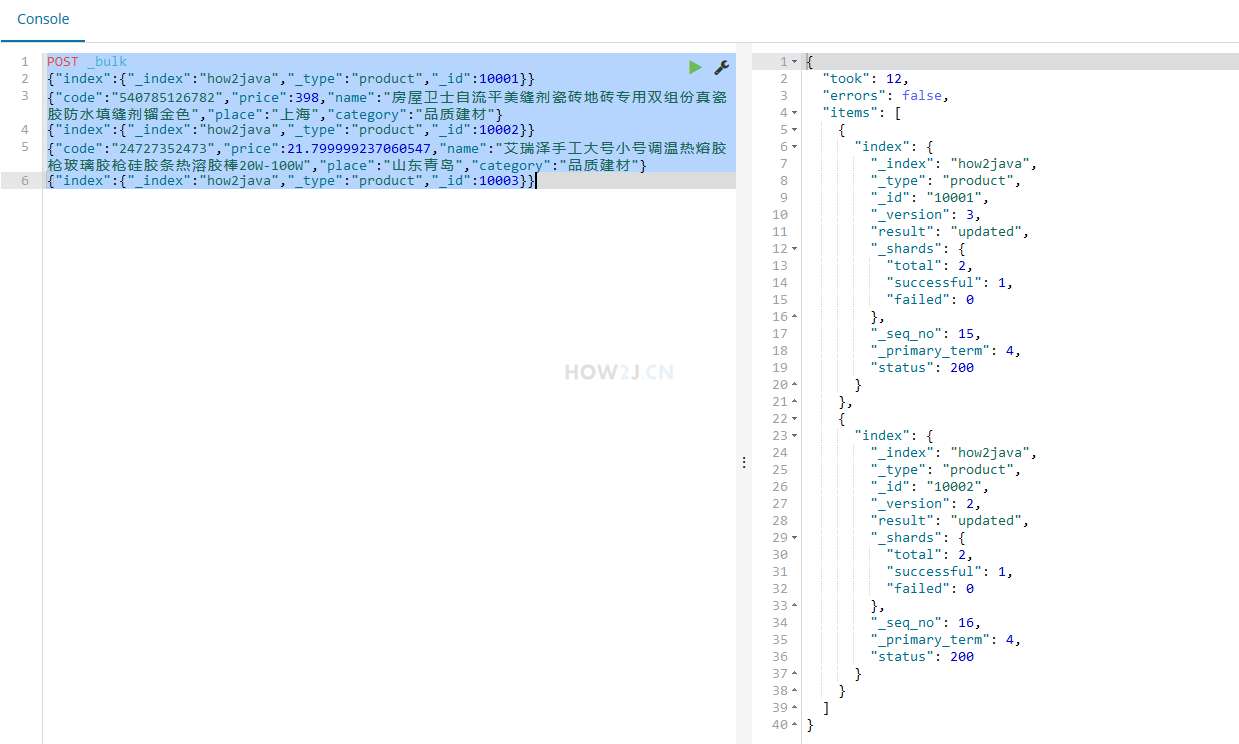 Console
1 POST _bulk
2 {"index":{"_index":"how2java","_type":"product","_id":10001}}
3 {"code":"540785126782","price":398,"name":"房屋卫士自流平美缝剂瓷砖地砖专用双组份真瓷
胶防水填缝剂镏金色","place":"上海","category":"品质建材"}
4 {"index":{"_index":"how2java","_type":"product","_id":10002}}
5 {"code":"24727352473","price":21.799999237060547,"name":"艾瑞泽手工大号小号调温热熔胶
枪玻璃胶枪硅胶条热溶胶棒20W-100W","place":"山东青岛","category":"品质建材"}
6 {"index":{"_index":"how2java","_type":"product","_id":10003}}
HOW2J.CN
1 {
2 "took": 12,
3 "errors": false,
4 "items": [
5 {
6 "index": {
7 "_index": "how2java",
8 "_type": "product",
9 "_id": "10001",
10 "_version": 3,
11 "result": "updated",
12 "_shards": {
13 "total": 2,
14 "successful": 1,
15 "failed": 0
16 },
17 "_seq_no": 15,
18 "_primary_term": 4,
19 "status": 200
20 }
21 },
22 {
23 "index": {
24 "_index": "how2java",
25 "_type": "product",
26 "_id": "10002",
27 "_version": 2,
28 "result": "updated",
29 "_shards": {
30 "total": 2,
31 "successful": 1,
32 "failed": 0
33 },
34 "_seq_no": 16,
35 "_primary_term": 4,
36 "status": 200
37 }
38 }
39 ]
40 }